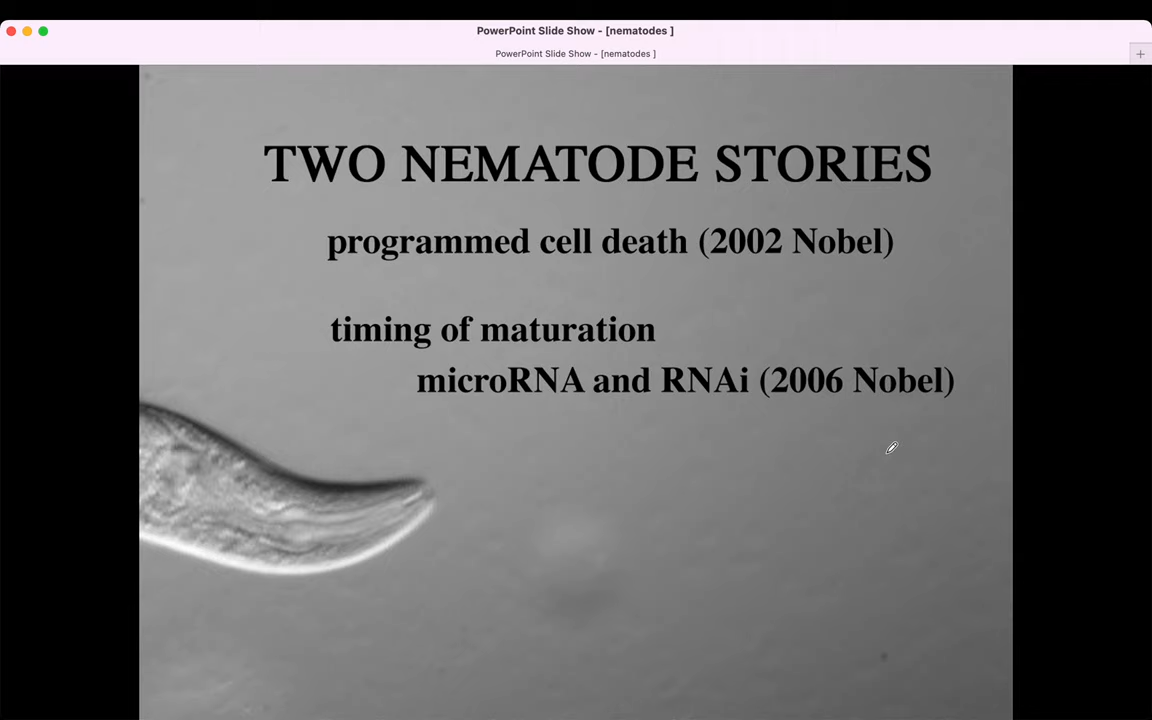 PowerPoint Slide Show - [nematodes ]
PowerPoint Slide Show - [nematodes ]
TWO NEMATODE STORIES
programmed cell death (2002 Nobel)
timing of maturation
microRNA and RNAi (2006 Nobel)